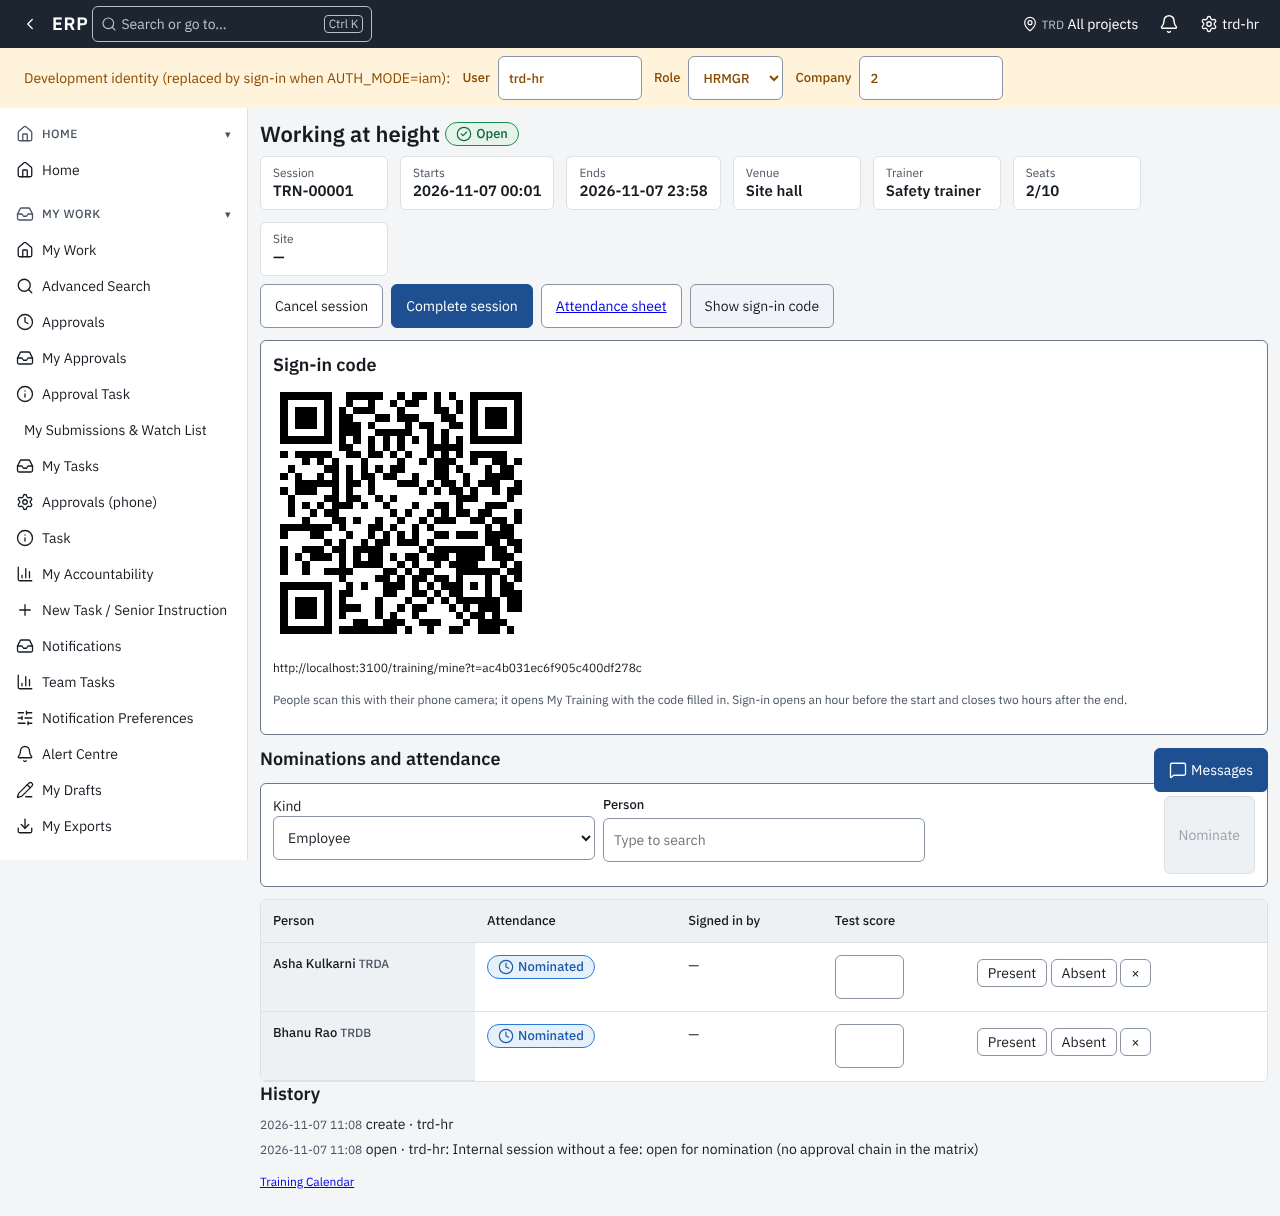 ERP Search or go to... Ctrl K TRD All projects trd-hr
Development identity (replaced by sign-in when AUTH_MODE=iam): User trd-hr Role HRMGR Company 2
HOME
Home
MY WORK
My Work
Advanced Search
Approvals
My Approvals
Approval Task
My Submissions & Watch List
My Tasks
Approvals (phone)
Task
My Accountability
New Task / Senior Instruction
Notifications
Team Tasks
Notification Preferences
Alert Centre
My Drafts
My Exports
Working at height Open
Session
TRN-00001
Starts
2026-11-07 00:01
Ends
2026-11-07 23:58
Venue
Site hall
Trainer
Safety trainer
Seats
2/10
Site
—
Cancel session Complete session Attendance sheet Show sign-in code
Sign-in code
http://localhost:3100/training/mine?t=ac4b031ec6f905c400df278c
People scan this with their phone camera; it opens My Training with the code filled in. Sign-in opens an hour before the start and closes two hours after the end.
Nominations and attendance
Messages
Kind
Employee
Person
Type to search
Nominate
Person Attendance Signed in by Test score
Asha Kulkarni TRDA Nominated — Present Absent ×
Bhanu Rao TRDB Nominated — Present Absent ×
History
2026-11-07 11:08 create · trd-hr
2026-11-07 11:08 open · trd-hr: Internal session without a fee: open for nomination (no approval chain in the matrix)
Training Calendar